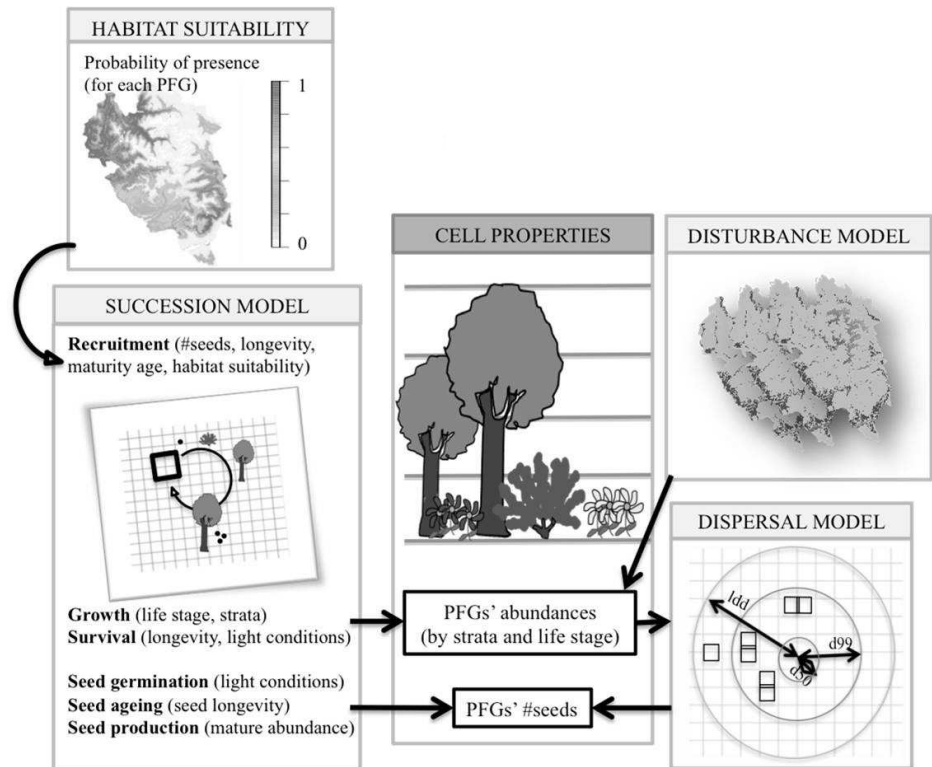 HABITAT SUITABILITY
Probability of presence
(for each PFG)
1
0
SUCCESSION MODEL
Recruitment (#seeds, longevity,
maturity age, habitat suitability)
Growth (life stage, strata)
Survival (longevity, light conditions)
Seed germination (light conditions)
Seed ageing (seed longevity)
Seed production (mature abundance)
CELL PROPERTIES
PFGs' abundances
(by strata and life stage)
PFGs' #seeds
DISTURBANCE MODEL
DISPERSAL MODEL
ldd
d99
d50